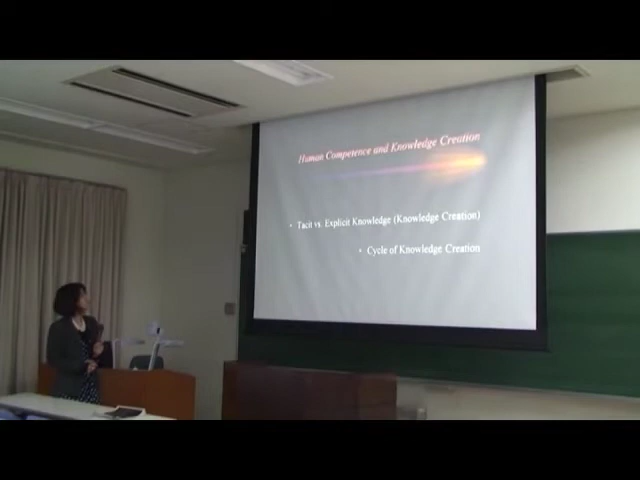 Human Competence and Knowledge Creation
• Tacit vs. Explicit Knowledge (Knowledge Creation)
• Cycle of Knowledge Creation